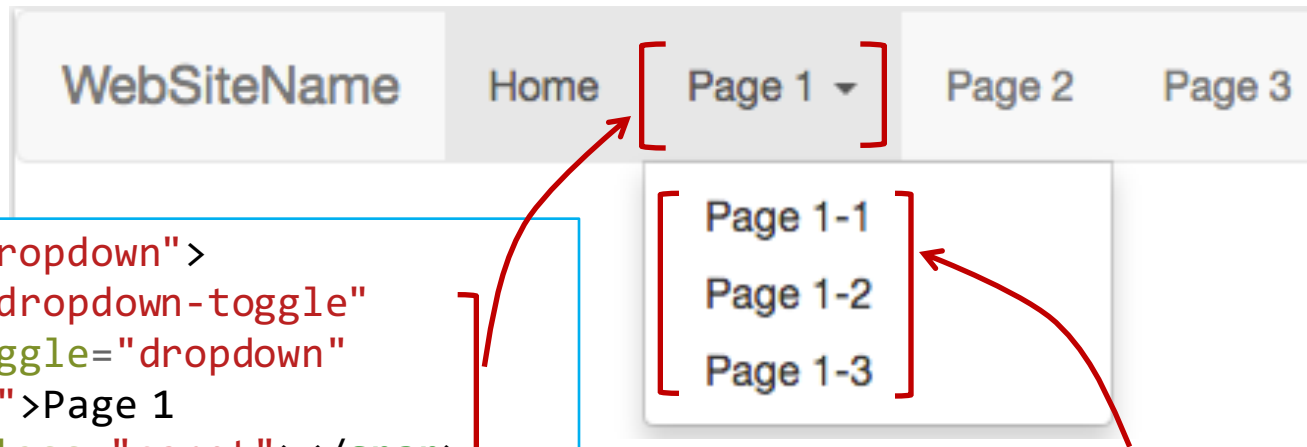 WebSiteName Home Page 1 Page 2 Page 3
Page 1-1
Page 1-2
Page 1-3
ropdown">
dropdown-toggle"
ggle="dropdown"
">Page 1
</span>